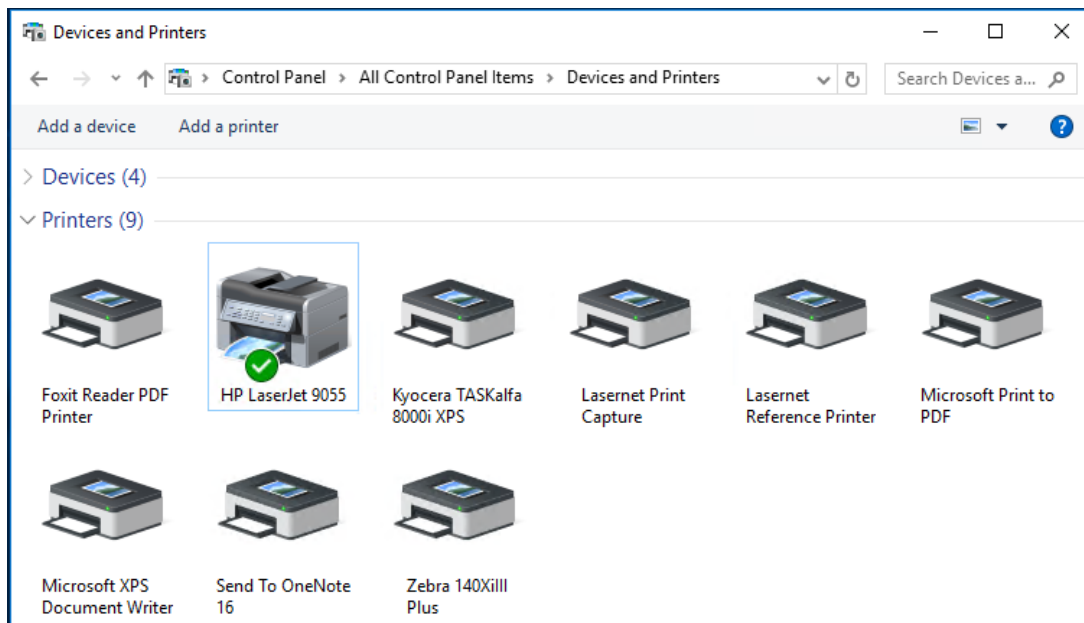 Devices and Printers
Control Panel > All Control Panel Items > Devices and Printers
Search Devices a...
Add a device Add a printer
?
Devices (4)
Printers (9)
Foxit Reader PDF
Printer
HP LaserJet 9055
Kyocera TASKalfa
8000i XPS
Lasernet Print
Capture
Lasernet
Reference Printer
Microsoft Print to
PDF
Microsoft XPS
Document Writer
Send To OneNote
16
Zebra 140XiIII
Plus